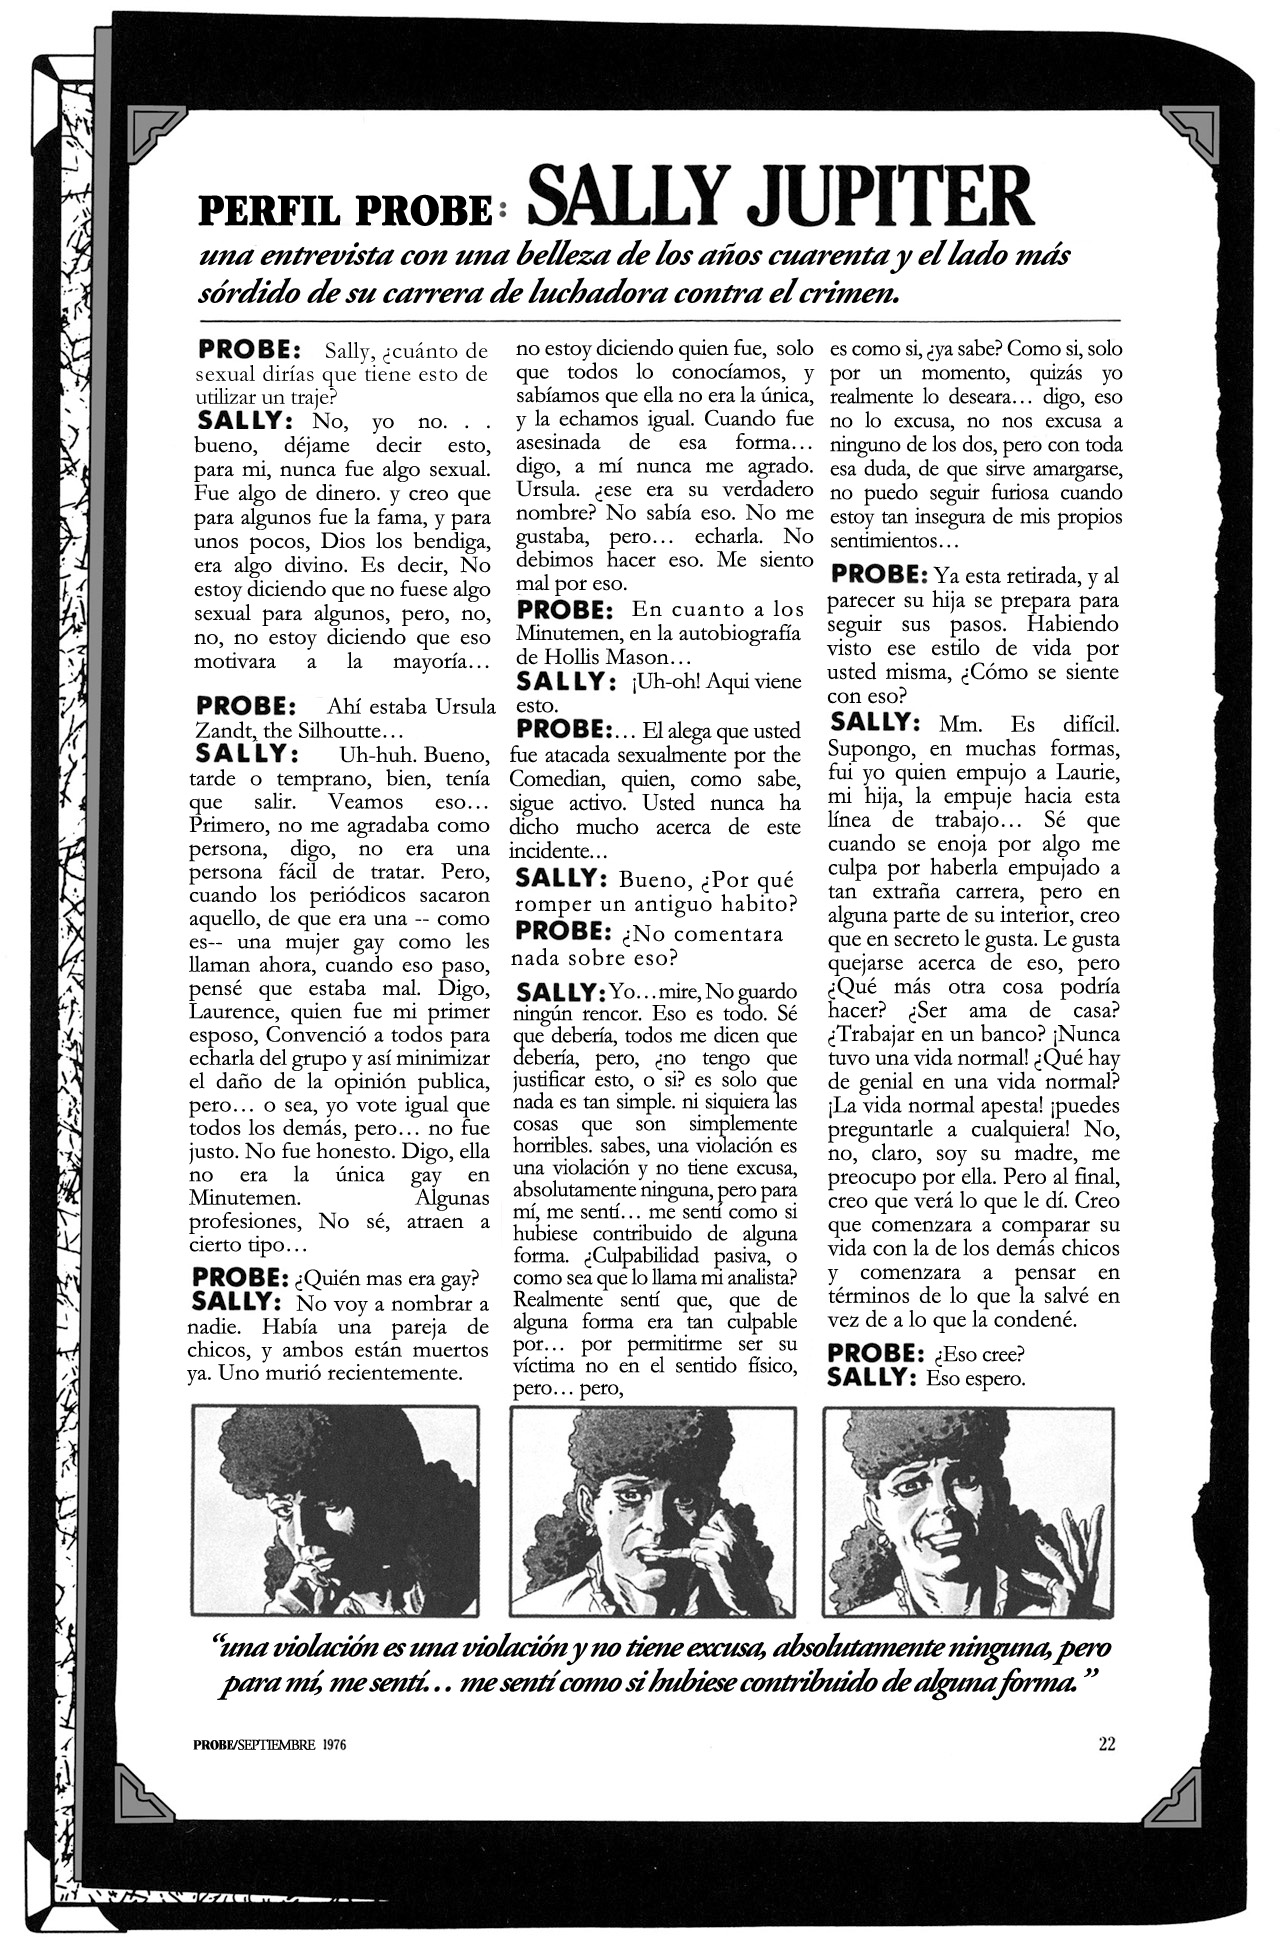 PERFIL PROBE: SALLY JUPITER
una entrevista con una belleza de los años cuarenta y el lado más
sórdido de su carrera de luchadora contra el crimen.
PROBE: Sally, ¿cuánto de
sexual dirías que tiene esto de
utilizar un traje?
SALLY: No, yo no. . .
bueno, déjame decir esto,
para mi, nunca fue algo sexual.
Fue algo de dinero. y creo que
para algunos fue la fama, y para
unos pocos, Dios los bendiga,
era algo divino. Es decir, No
estoy diciendo que no fuese algo
sexual para algunos, pero, no,
no, no estoy diciendo que eso
motivara a la mayoría...
PROBE: Ahí estaba Ursula
Zandt, the Silhoutte...
SALLY: Uh-huh. Bueno,
tarde o temprano, bien, tenía
que salir. Veamos eso...
Primero, no me agradaba como
persona, digo, no era una
persona fácil de tratar. Pero,
cuando los periódicos sacaron
aquello, de que era una -- como
es-- una mujer gay como les
llaman ahora, cuando eso paso,
pensé que estaba mal. Digo,
Laurence, quien fue mi primer
esposo, Convenció a todos para
echarla del grupo y así minimizar
el daño de la opinión publica,
pero... o sea, yo vote igual que
todos los demás, pero... no fue
justo. No fue honesto. Digo, ella
no era la única gay en
Minutemen. Algunas
profesiones, No sé, atraen a
cierto tipo...
PROBE: ¿Quién mas era gay?
SALLY: No voy a nombrar a
nadie. Había una pareja de
chicos, y ambos están muertos
ya. Uno murió recientemente.
no estoy diciendo quien fue, solo
que todos lo conocíamos, y
sabíamos que ella no era la única,
y la echamos igual. Cuando fue
asesinada de esa forma...
digo, a mí nunca me agrado.
Ursula. ¿ese era su verdadero
nombre? No sabía eso. No me
gustaba, pero... echarla. No
debimos hacer eso. Me siento
mal por eso.
PROBE: En cuanto a los
Minutemen, en la autobiografía
de Hollis Mason...
SALLY: ¡Uh-oh! Aqui viene
esto.
PROBE:... El alega que usted
fue atacada sexualmente por the
Comedian, quien, como sabe,
sigue activo. Usted nunca ha
dicho mucho acerca de este
incidente...
SALLY: Bueno, ¿Por qué
romper un antiguo habito?
PROBE: ¿No comentara
nada sobre eso?
SALLY: Yo...mire, No guardo
ningún rencor. Eso es todo. Sé
que debería, todos me dicen que
debería, pero, ¿no tengo que
justificar esto, o si? es solo que
nada es tan simple. ni siquiera las
cosas que son simplemente
horribles. sabes, una violación es
una violación y no tiene excusa,
absolutamente ninguna, pero para
mí, me sentí... me sentí como si
hubiese contribuido de alguna
forma. ¿Culpabilidad pasiva, o
como sea que lo llama mi analista?
Realmente sentí que, que de
alguna forma era tan culpable
por... por permitirme ser su
víctima no en el sentido físico,
pero... pero,
es como si, ¿ya sabe? Como si, solo
por un momento, quizás yo
realmente lo deseara... digo, eso
no lo excusa, no nos excusa a
ninguno de los dos, pero con toda
esa duda, de que sirve amargarse,
no puedo seguir furiosa cuando
estoy tan insegura de mis propios
sentimientos...
PROBE: Ya esta retirada, y al
parecer su hija se prepara para
seguir sus pasos. Habiendo
visto ese estilo de vida por
usted misma, ¿Cómo se siente
con eso?
SALLY: Mm. Es difícil.
Supongo, en muchas formas,
fui yo quien empujo a Laurie,
mi hija, la empuje hacia esta
línea de trabajo... Sé que
cuando se enoja por algo me
culpa por haberla empujado a
tan extraña carrera, pero en
alguna parte de su interior, creo
que en secreto le gusta. Le gusta
quejarse acerca de eso, pero
¿Qué más otra cosa podría
hacer? ¿Ser ama de casa?
¿Trabajar en un banco? ¡Nunca
tuvo una vida normal! ¿Qué hay
de genial en una vida normal?
¡La vida normal apesta! ¡puedes
preguntarle a cualquiera! No,
no, claro, soy su madre, me
preocupo por ella. Pero al final,
creo que verá lo que le dí. Creo
que comenzara a comparar su
vida con la de los demás chicos
y comenzara a pensar en
términos de lo que la salvé en
vez de a lo que la condené.
PROBE: ¿Eso cree?
SALLY: Eso espero.
“una violación es una violación y no tiene excusa, absolutamente ninguna, pero
para mí, me sentí... me sentí como si hubiese contribuido de alguna forma.”
PROBE/SEPTIEMBRE 1976
22